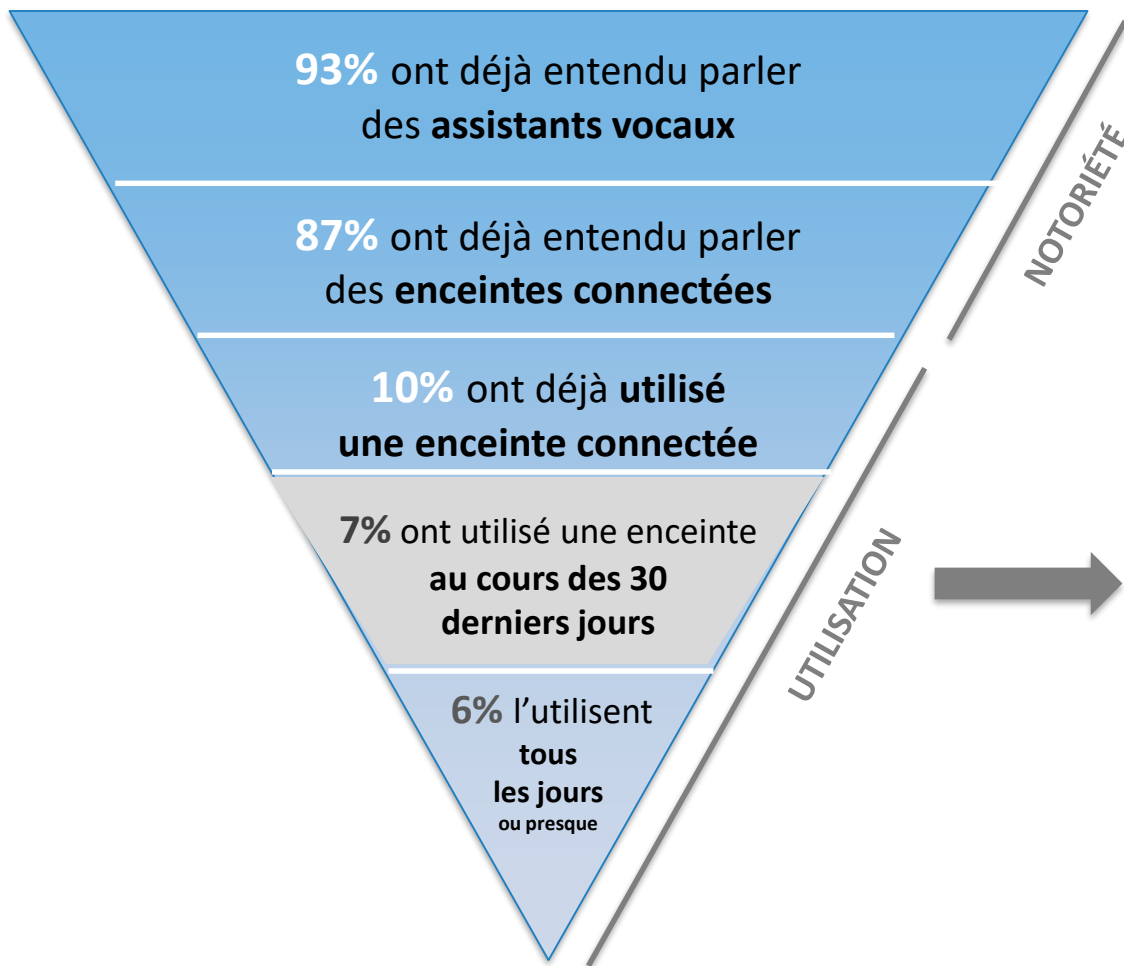 93% ont déjà entendu parler
des assistants vocaux
87% ont déjà entendu parler
des enceintes connectées
10% ont déjà utilisé
une enceinte connectée
7% ont utilisé une enceinte
au cours des 30
derniers jours
6% l’utilisent
tous
les jours
ou presque
NOTORIÉTÉ
UTILISATION